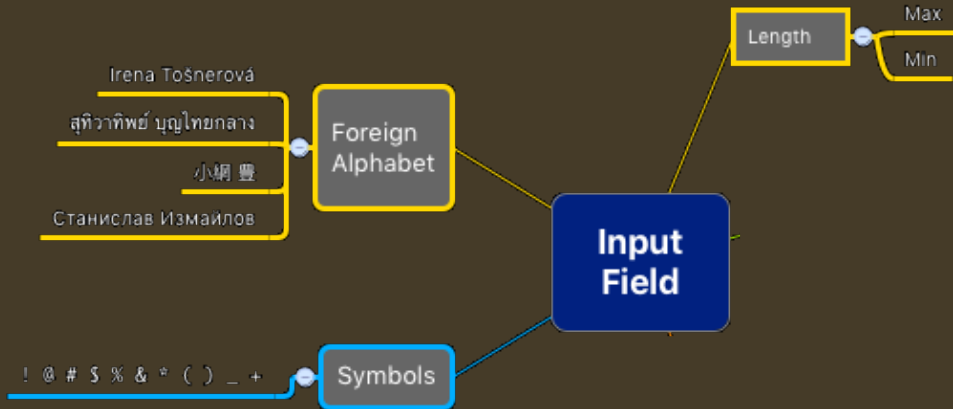 Max
Length
Min
Irena Tošnerová
สุทิวาทิพย์ บุญไทยกลาง
Foreign
Alphabet
小綱 豊
Станислав Измайлов
Input
Field
! @ # $ % & * ( ) _ +
Symbols